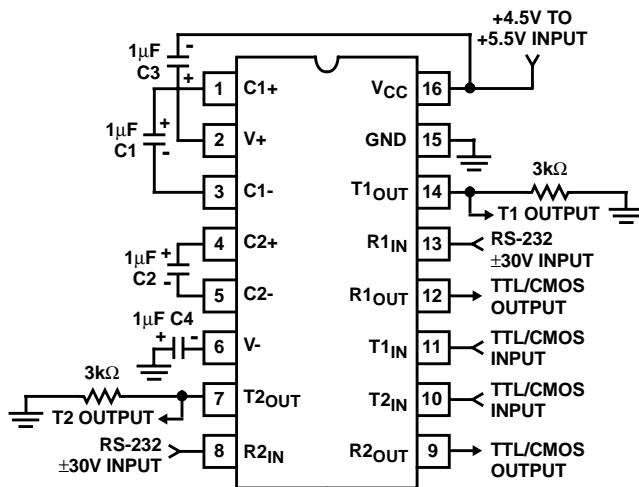 +4.5V TO
+5.5V INPUT
1µF
C3
-
+
1 C1+
VCC 16
1µF
C1
+
-
2 V+
GND 15
3 C1-
T1OUT 14
3kΩ
T1 OUTPUT
4 C2+
R1IN 13
RS-232
±30V INPUT
1µF
C2
+
-
5 C2-
R1OUT 12
TTL/CMOS
OUTPUT
1µF C4
+ -
6 V-
T1IN 11
TTL/CMOS
INPUT
3kΩ
T2 OUTPUT
7 T2OUT
T2IN 10
TTL/CMOS
INPUT
RS-232
±30V INPUT
8 R2IN
R2OUT 9
TTL/CMOS
OUTPUT